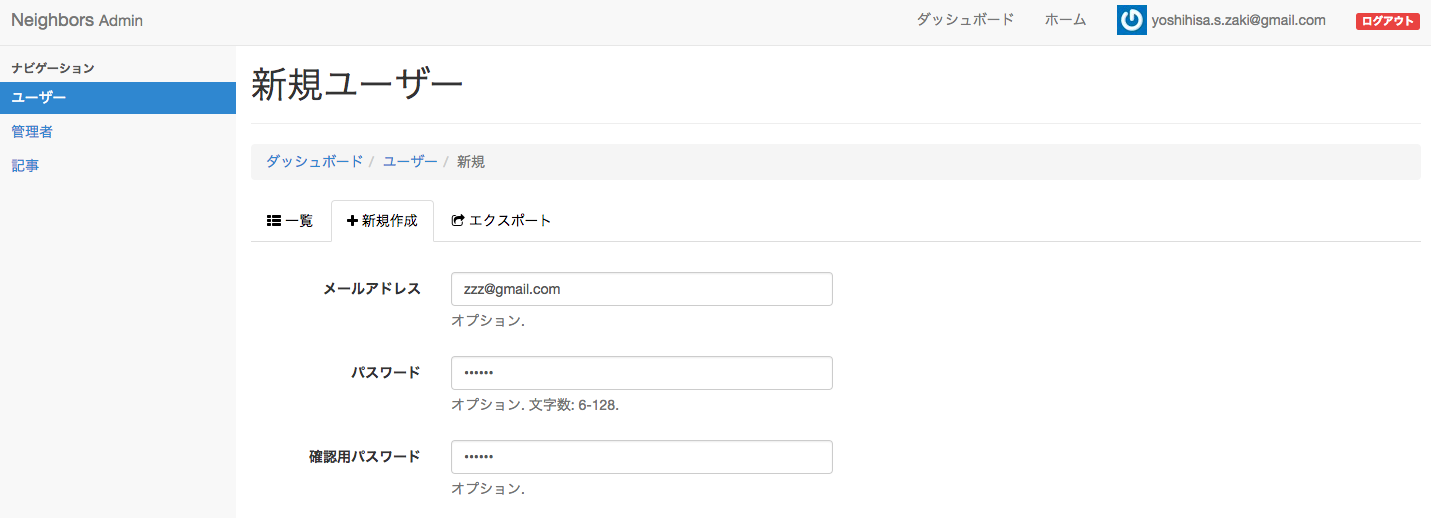 Neighbors Admin ダッシュボード ホーム yoshihisa.s.zaki@gmail.com ログアウト
ナビゲーション
ユーザー
管理者
記事
新規ユーザー
ダッシュボード / ユーザー / 新規
一覧 新規作成 エクスポート
メールアドレス zzz@gmail.com
オプション.
パスワード ••••••
オプション. 文字数: 6-128.
確認用パスワード ••••••
オプション.